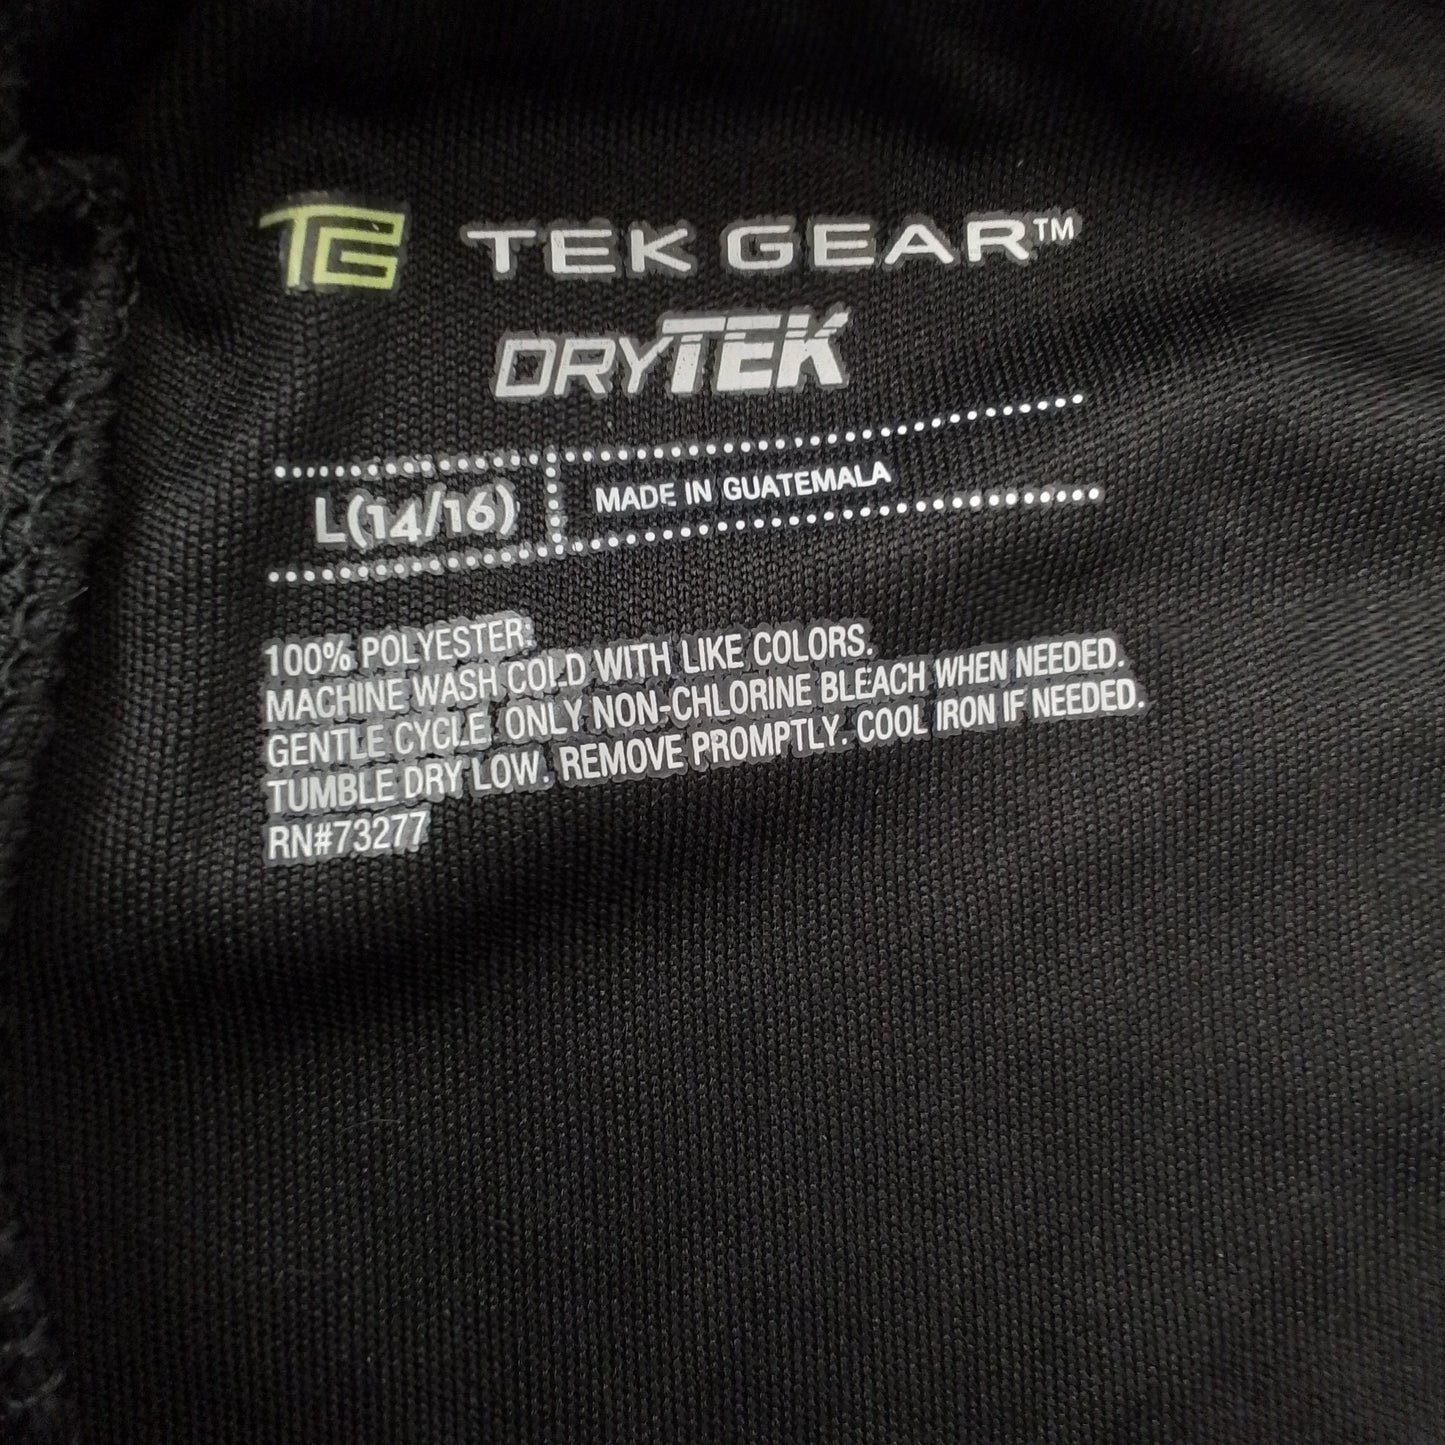 TG TEK GEAR™
DRYTEK
L(14/16) MADE IN GUATEMALA
100% POLYESTER.
MACHINE WASH COLD WITH LIKE COLORS.
GENTLE CYCLE. ONLY NON-CHLORINE BLEACH WHEN NEEDED.
TUMBLE DRY LOW. REMOVE PROMPTLY. COOL IRON IF NEEDED.
RN#73277